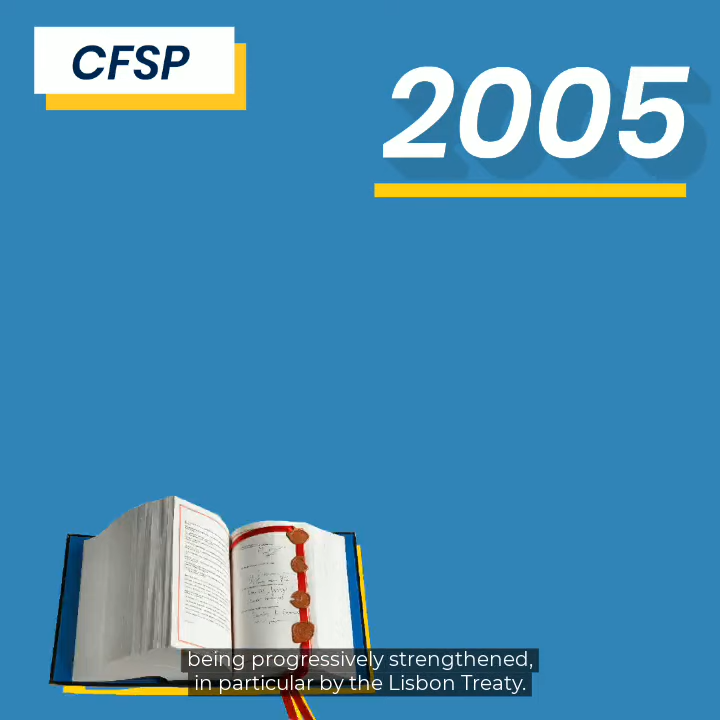 CFSP
2005
being progressively strengthened,
in particular by the Lisbon Treaty.